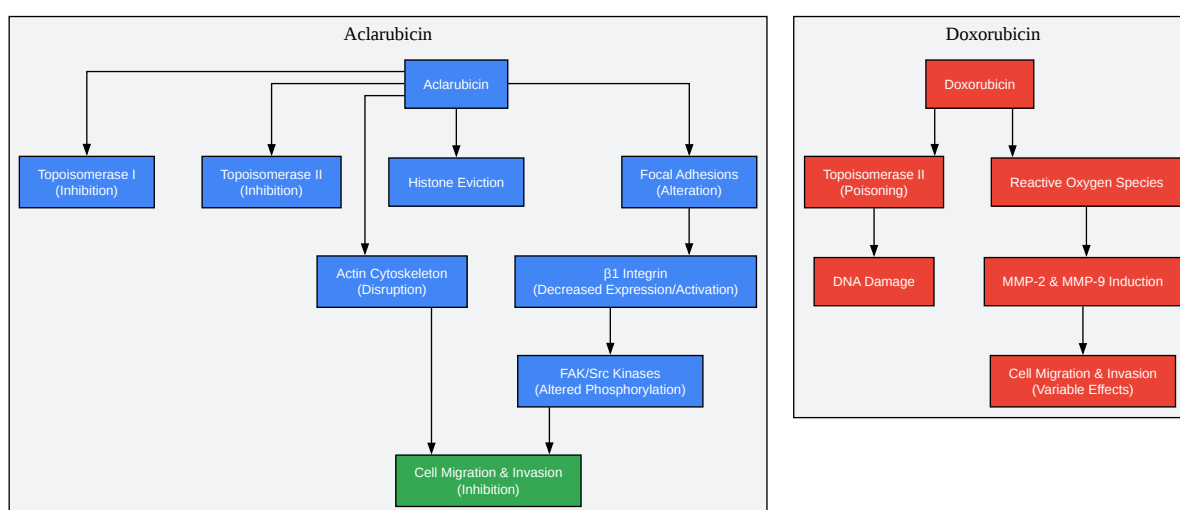 Aclarubicin
Aclarubicin
Topoisomerase I
(Inhibition)
Topoisomerase II
(Inhibition)
Histone Eviction
Focal Adhesions
(Alteration)
Actin Cytoskeleton
(Disruption)
β1 Integrin
(Decreased Expression/Activation)
FAK/Src Kinases
(Altered Phosphorylation)
Cell Migration & Invasion
(Inhibition)
Doxorubicin
Doxorubicin
Topoisomerase II
(Poisoning)
Reactive Oxygen Species
DNA Damage
MMP-2 & MMP-9 Induction
Cell Migration & Invasion
(Variable Effects)